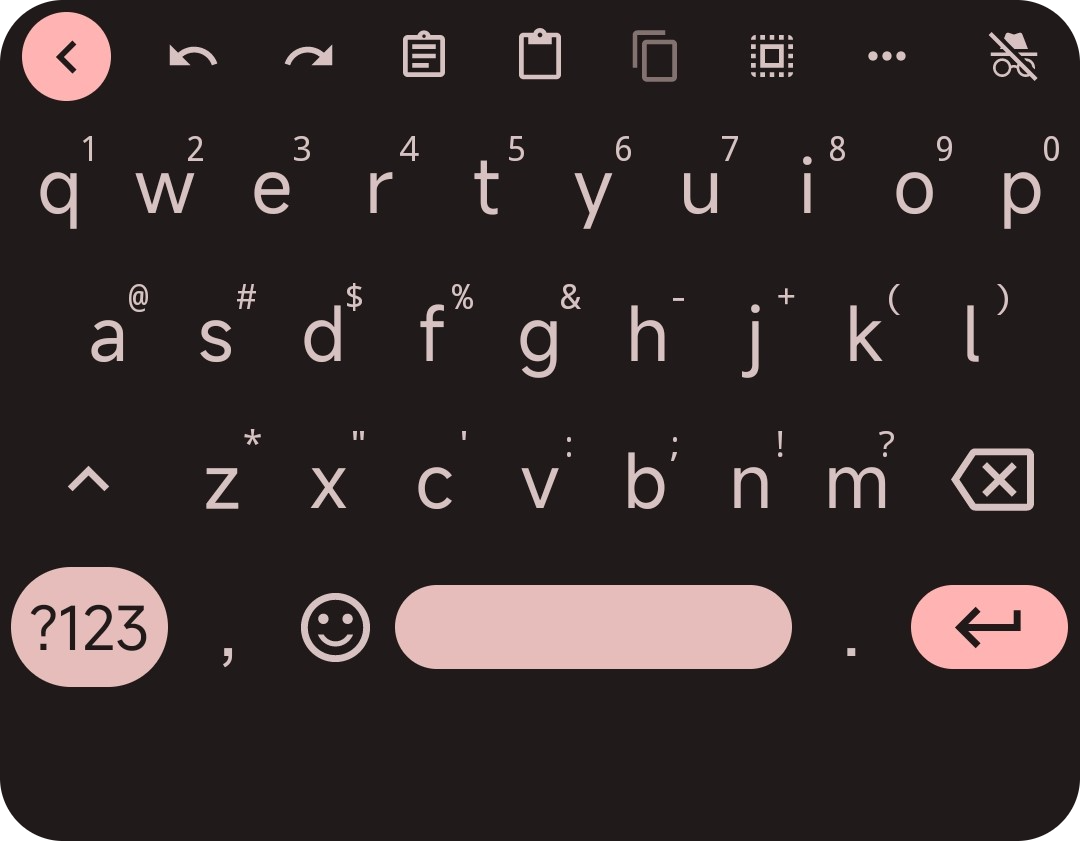 1 2 3 4 5 6 7 8 9 0
q w e r t y u i o p
@ # $ % & - + ( )
a s d f g h j k l
* " ' : ; ! ?
z x c v b n m
?123 , .